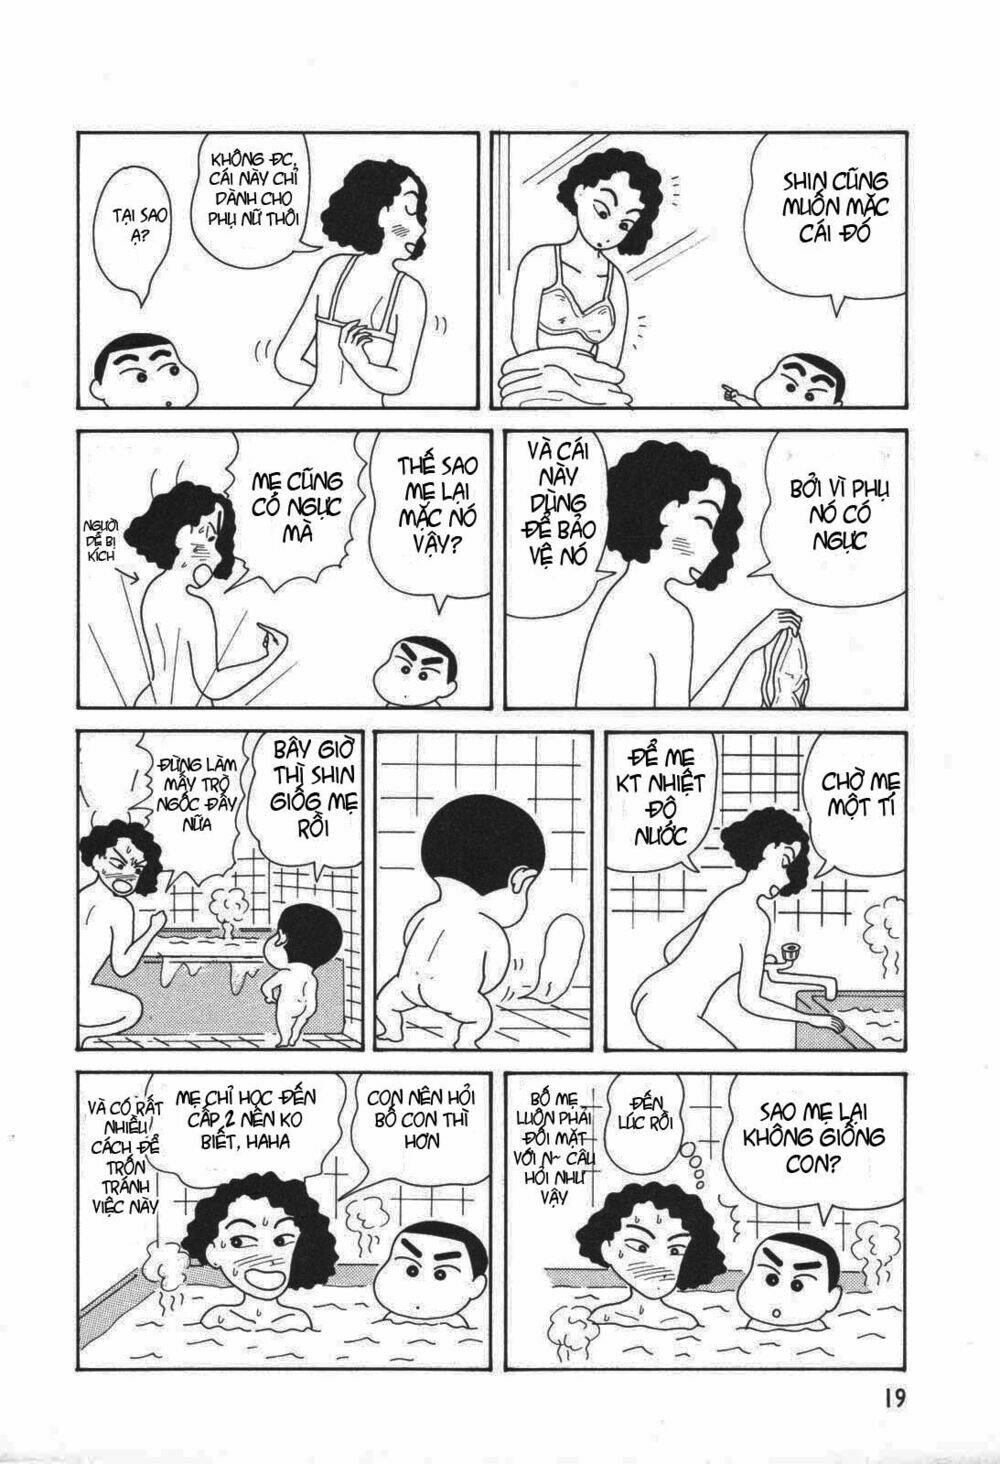 SHIN CŨNG
MUỐN MẶC
CÁI ĐÓ
KHÔNG ĐC,
CÁI NÀY CHỈ
DÀNH CHO
PHỤ NỮ THÔI
TẠI SAO
Ạ?
BỞI VÌ PHỤ
NÓ CÓ
NGỰC
VÀ CÁI
NÀY
DÙNG
ĐỂ BẢO
VỆ NÓ
THẾ SAO
MẸ LẠI
MẶC NÓ
VẬY?
MẸ CŨNG
CÓ NGỰC
MÀ
NGƯỜI
DỄ BỊ
KÍCH
CHỜ MẸ
MỘT TÍ
ĐỂ MẸ
KT NHIỆT
ĐỘ
NƯỚC
BÂY GIỜ
THÌ SHIN
GIỐG MẸ
RỒI
ĐỪNG LÀM
MẤY TRÒ
NGỐC ĐẤY
NỮA
SAO MẸ LẠI
KHÔNG GIỐNG
CON?
ĐẾN
LÚC RỒI
BỐ MẸ
LUÔN PHẢI
ĐỐI MẶT
VỚI N~ CÂU
HỎI NHƯ
VẬY
CON NÊN HỎI
BỐ CON THÌ
HƠN
MẸ CHỈ HỌC ĐẾN
CẤP 2 NÊN KO
BIẾT, HAHA
VÀ CÓ RẤT
NHIỀU
CÁCH ĐỂ
TRỐN
TRÁNH
VIỆC NÀY
19